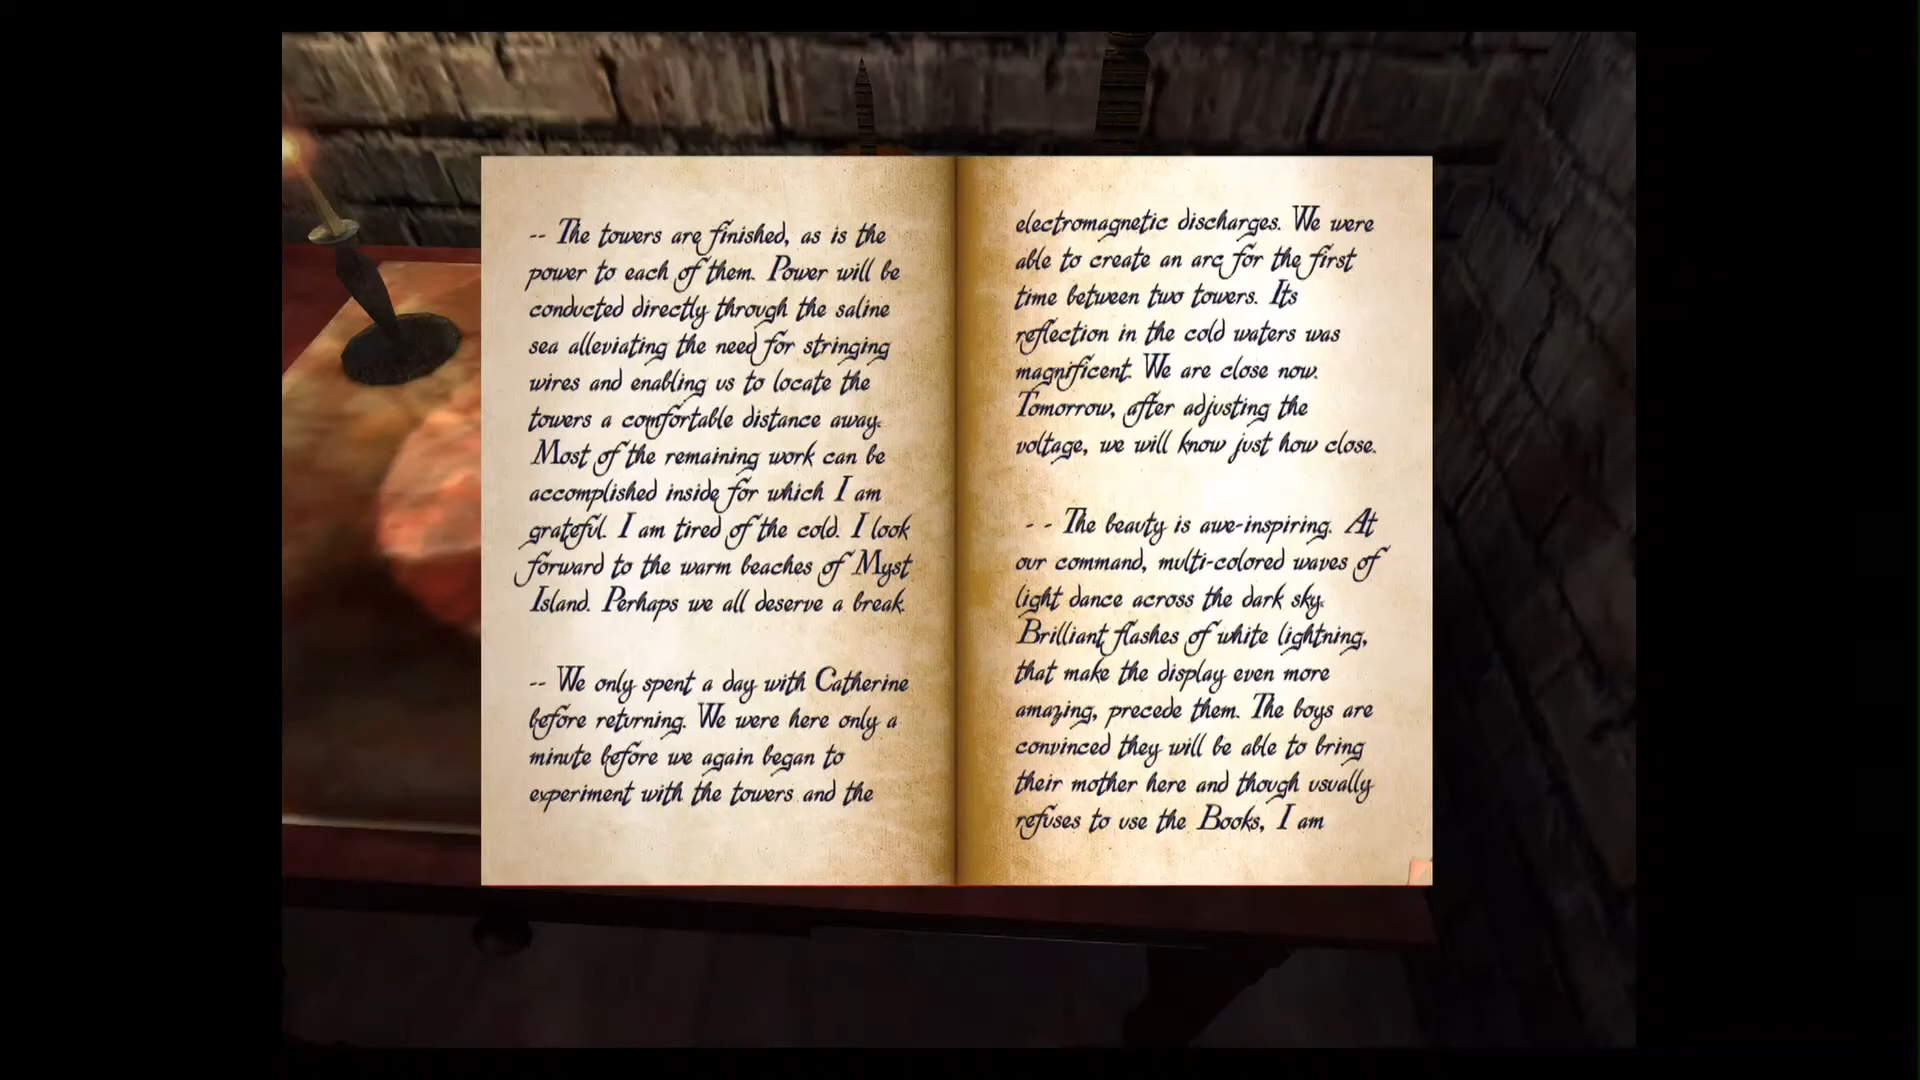 -- The towers are finished, as is the
power to each of them. Power will be
conducted directly through the saline
sea alleviating the need for stringing
wires and enabling us to locate the
towers a comfortable distance away.
Most of the remaining work can be
accomplished inside for which I am
grateful. I am tired of the cold. I look
forward to the warm beaches of Myst
Island. Perhaps we all deserve a break.
-- We only spent a day with Catherine
before returning. We were here only a
minute before we again began to
experiment with the towers and the
electromagnetic discharges. We were
able to create an arc for the first
time between two towers. Its
reflection in the cold waters was
magnificent. We are close now.
Tomorrow, after adjusting the
voltage, we will know just how close.
- - The beauty is awe-inspiring. At
our command, multi-colored waves of
light dance across the dark sky.
Brilliant flashes of white lightning,
that make the display even more
amazing, precede them. The boys are
convinced they will be able to bring
their mother here and though usually
refuses to use the Books, I am